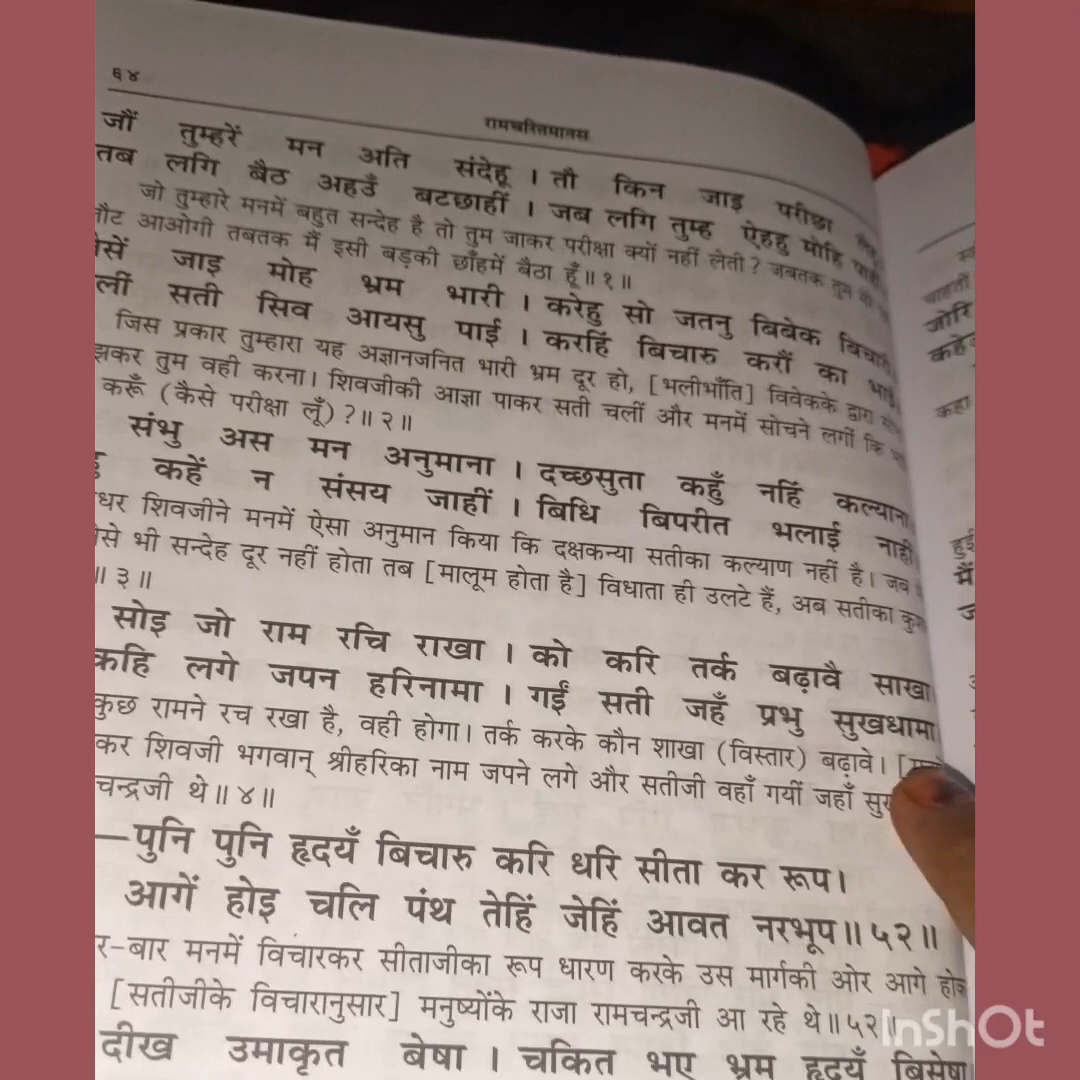 ६४
रामचरितमानस
जौं तुम्हरें मन अति संदेहू । तौ किन जाइ परीछा
तब लगि बैठ अहउँ बटछाहीं । जब लगि तुम्ह ऐहहु मोहि
जो तुम्हारे मनमें बहुत सन्देह है तो तुम जाकर परीक्षा क्यों नहीं लेती ? जबतक तुम
आओगी तबतक मैं इसी बड़की छाँहमें बैठा हूँ ॥ १ ॥
जाइ मोह भ्रम भारी । करेहु सो जतनु बिबेक
सती सिव आयसु पाई । करहिं बिचारु करौं का
जिस प्रकार तुम्हारा यह अज्ञानजनित भारी भ्रम दूर हो, [भलीभाँति] विवेकके द्वारा
तुम वही करना। शिवजीकी आज्ञा पाकर सती चलीं और मनमें सोचने लगीं कि
करूँ (कैसे परीक्षा लूँ) ? ॥ २ ॥
संभु अस मन अनुमाना । दच्छसुता कहुँ नहिं कल्याना
कहें न संसय जाहीं । बिधि बिपरीत भलाई नाहीं
शिवजीने मनमें ऐसा अनुमान किया कि दक्षकन्या सतीका कल्याण नहीं है। जब
भी सन्देह दूर नहीं होता तब [मालूम होता है] विधाता ही उलटे हैं, अब सतीका
॥ ३ ॥
सोइ जो राम रचि राखा । को करि तर्क बढ़ावै साखा
कहि लगे जपन हरिनामा । गईं सती जहँ प्रभु सुखधामा
कुछ रामने रच रखा है, वही होगा। तर्क करके कौन शाखा (विस्तार) बढ़ावे।
कर शिवजी भगवान् श्रीहरिका नाम जपने लगे और सतीजी वहाँ गयीं जहाँ
चन्द्रजी थे ॥ ४ ॥
—पुनि पुनि हृदयँ बिचारु करि धरि सीता कर रूप।
आगें होइ चलि पंथ तेहिं जेहिं आवत नरभूप ॥ ५२ ॥
र-बार मनमें विचारकर सीताजीका रूप धारण करके उस मार्गकी ओर आगे
[सतीजीके विचारानुसार] मनुष्योंके राजा रामचन्द्रजी आ रहे थे ॥ ५२ ॥
दीख उमाकृत बेषा । चकित भए भ्रम हृदयँ बिसेषा
चाहती
जोरि
कहा
हुई
मैं
InShOt